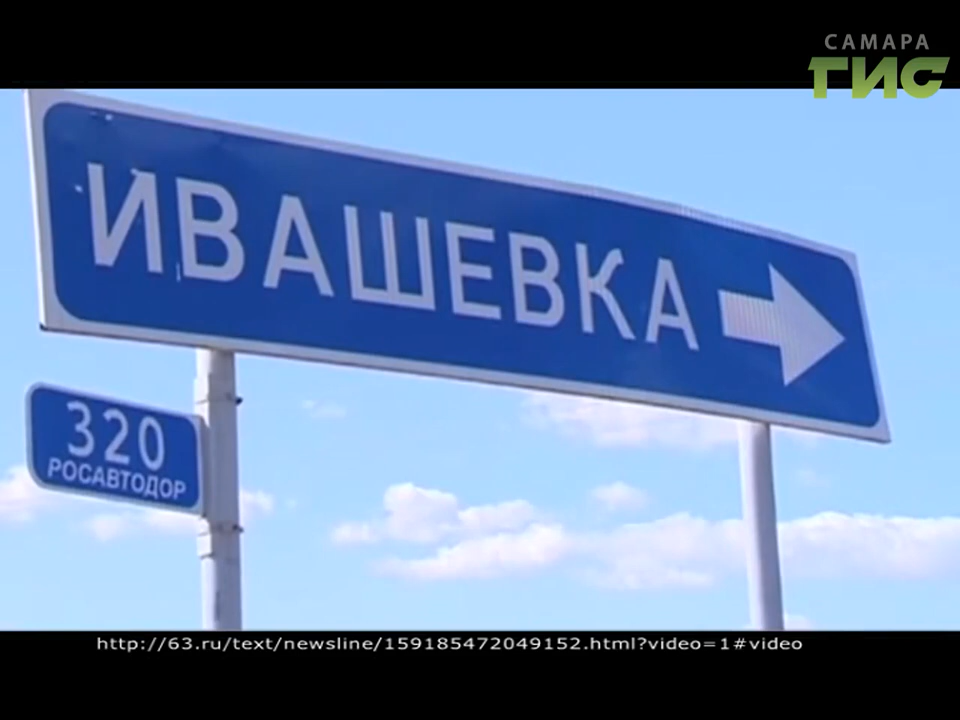 САМАРА
ГИС
ИВАШЕВКА
320
РОСАВТОДОР
http://63.ru/text/newsline/159185472049152.html?video=1#video